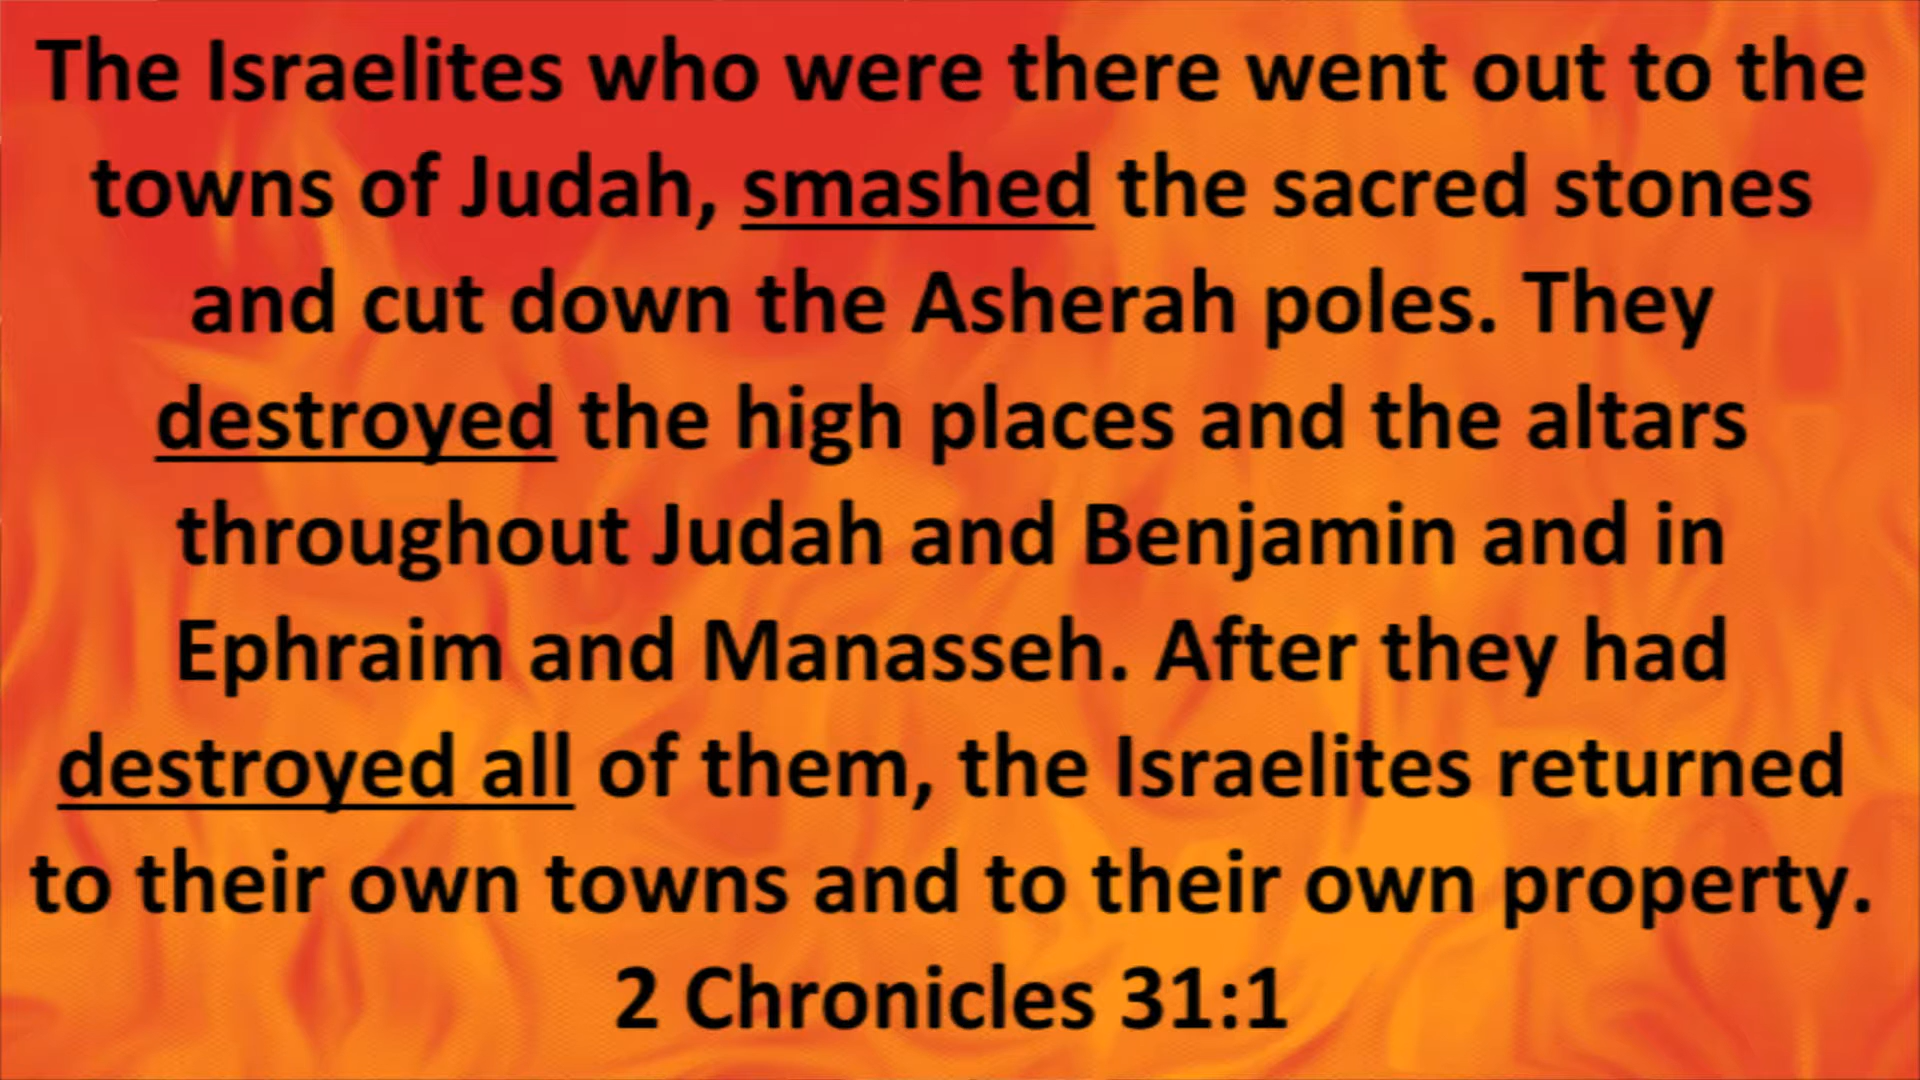 The Israelites who were there went out to the
towns of Judah, smashed the sacred stones
and cut down the Asherah poles. They
destroyed the high places and the altars
throughout Judah and Benjamin and in
Ephraim and Manasseh. After they had
destroyed all of them, the Israelites returned
to their own towns and to their own property.
2 Chronicles 31:1